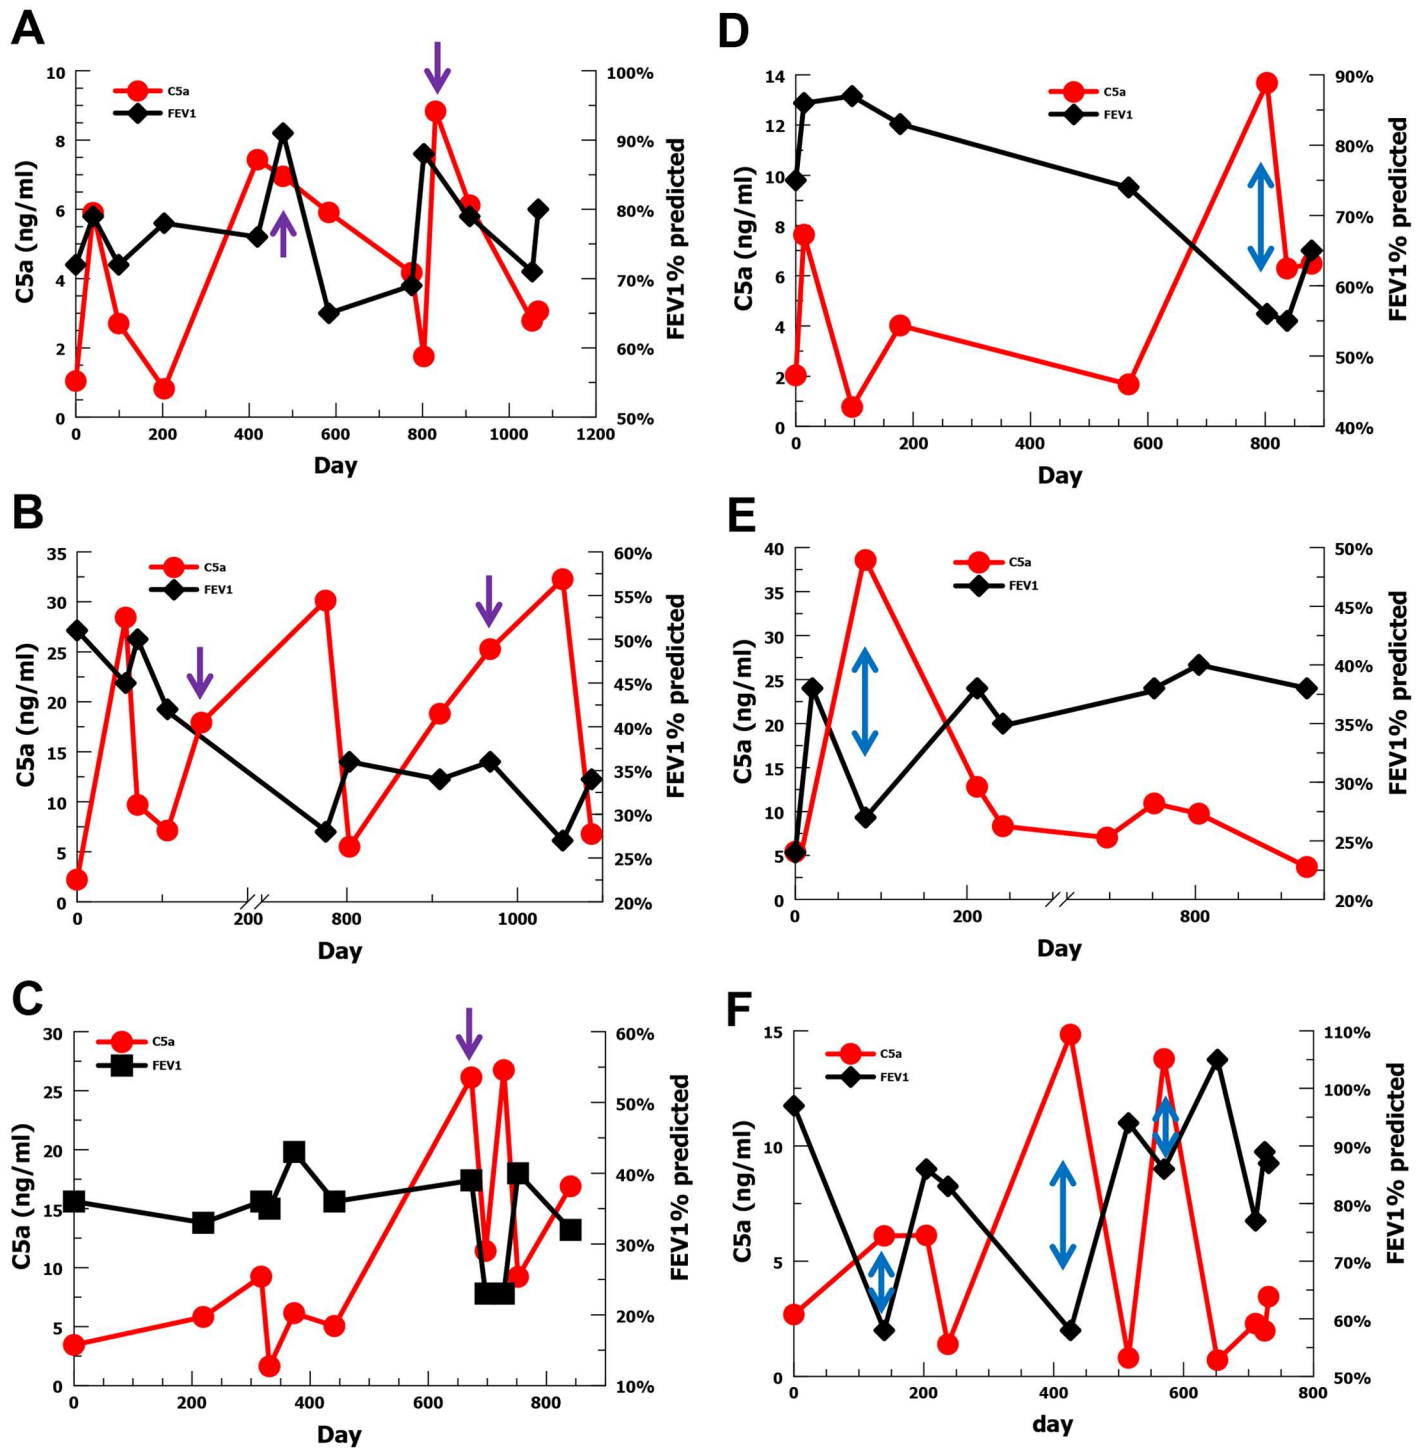 A
C5a
FEV1
10
8
6
4
2
0
100%
90%
80%
70%
60%
50%
0 200 400 600 800 1000 1200
C5a (ng/ml)
FEV1% predicted
Day
D
C5a
FEV1
14
12
10
8
6
4
2
0
90%
80%
70%
60%
50%
40%
0 200 400 600 800
C5a (ng/ml)
FEV1% predicted
Day
B
C5a
FEV1
35
30
25
20
15
10
5
0
60%
55%
50%
45%
40%
35%
30%
25%
20%
0 200 800 1000
C5a (ng/ml)
FEV1% predicted
Day
E
C5a
FEV1
40
35
30
25
20
15
10
5
0
50%
45%
40%
35%
30%
25%
20%
0 200 800
C5a (ng/ml)
FEV1% predicted
Day
C
C5a
FEV1
30
25
20
15
10
5
0
60%
50%
40%
30%
20%
10%
0 200 400 600 800
C5a (ng/ml)
FEV1% predicted
Day
F
C5a
FEV1
15
10
5
0
110%
100%
90%
80%
70%
60%
50%
0 200 400 600 800
C5a (ng/ml)
FEV1% predicted
day